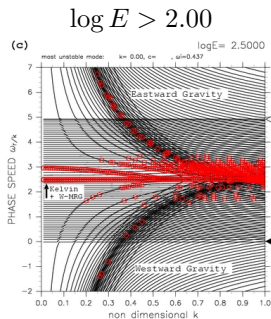 log E > 2.00
(c) logE= 2.5000
most unstable mode: k= 0.00, c= , ωi=0.437
PHASE SPEED ωr/k
7
6
5
4
3
2
1
0
−1
−2
Eastward Gravity
Kelvin
+ W-MRG
Westward Gravity
0.0 0.1 0.2 0.3 0.4 0.5 0.6 0.7 0.8 0.9 1.0
non dimensional k